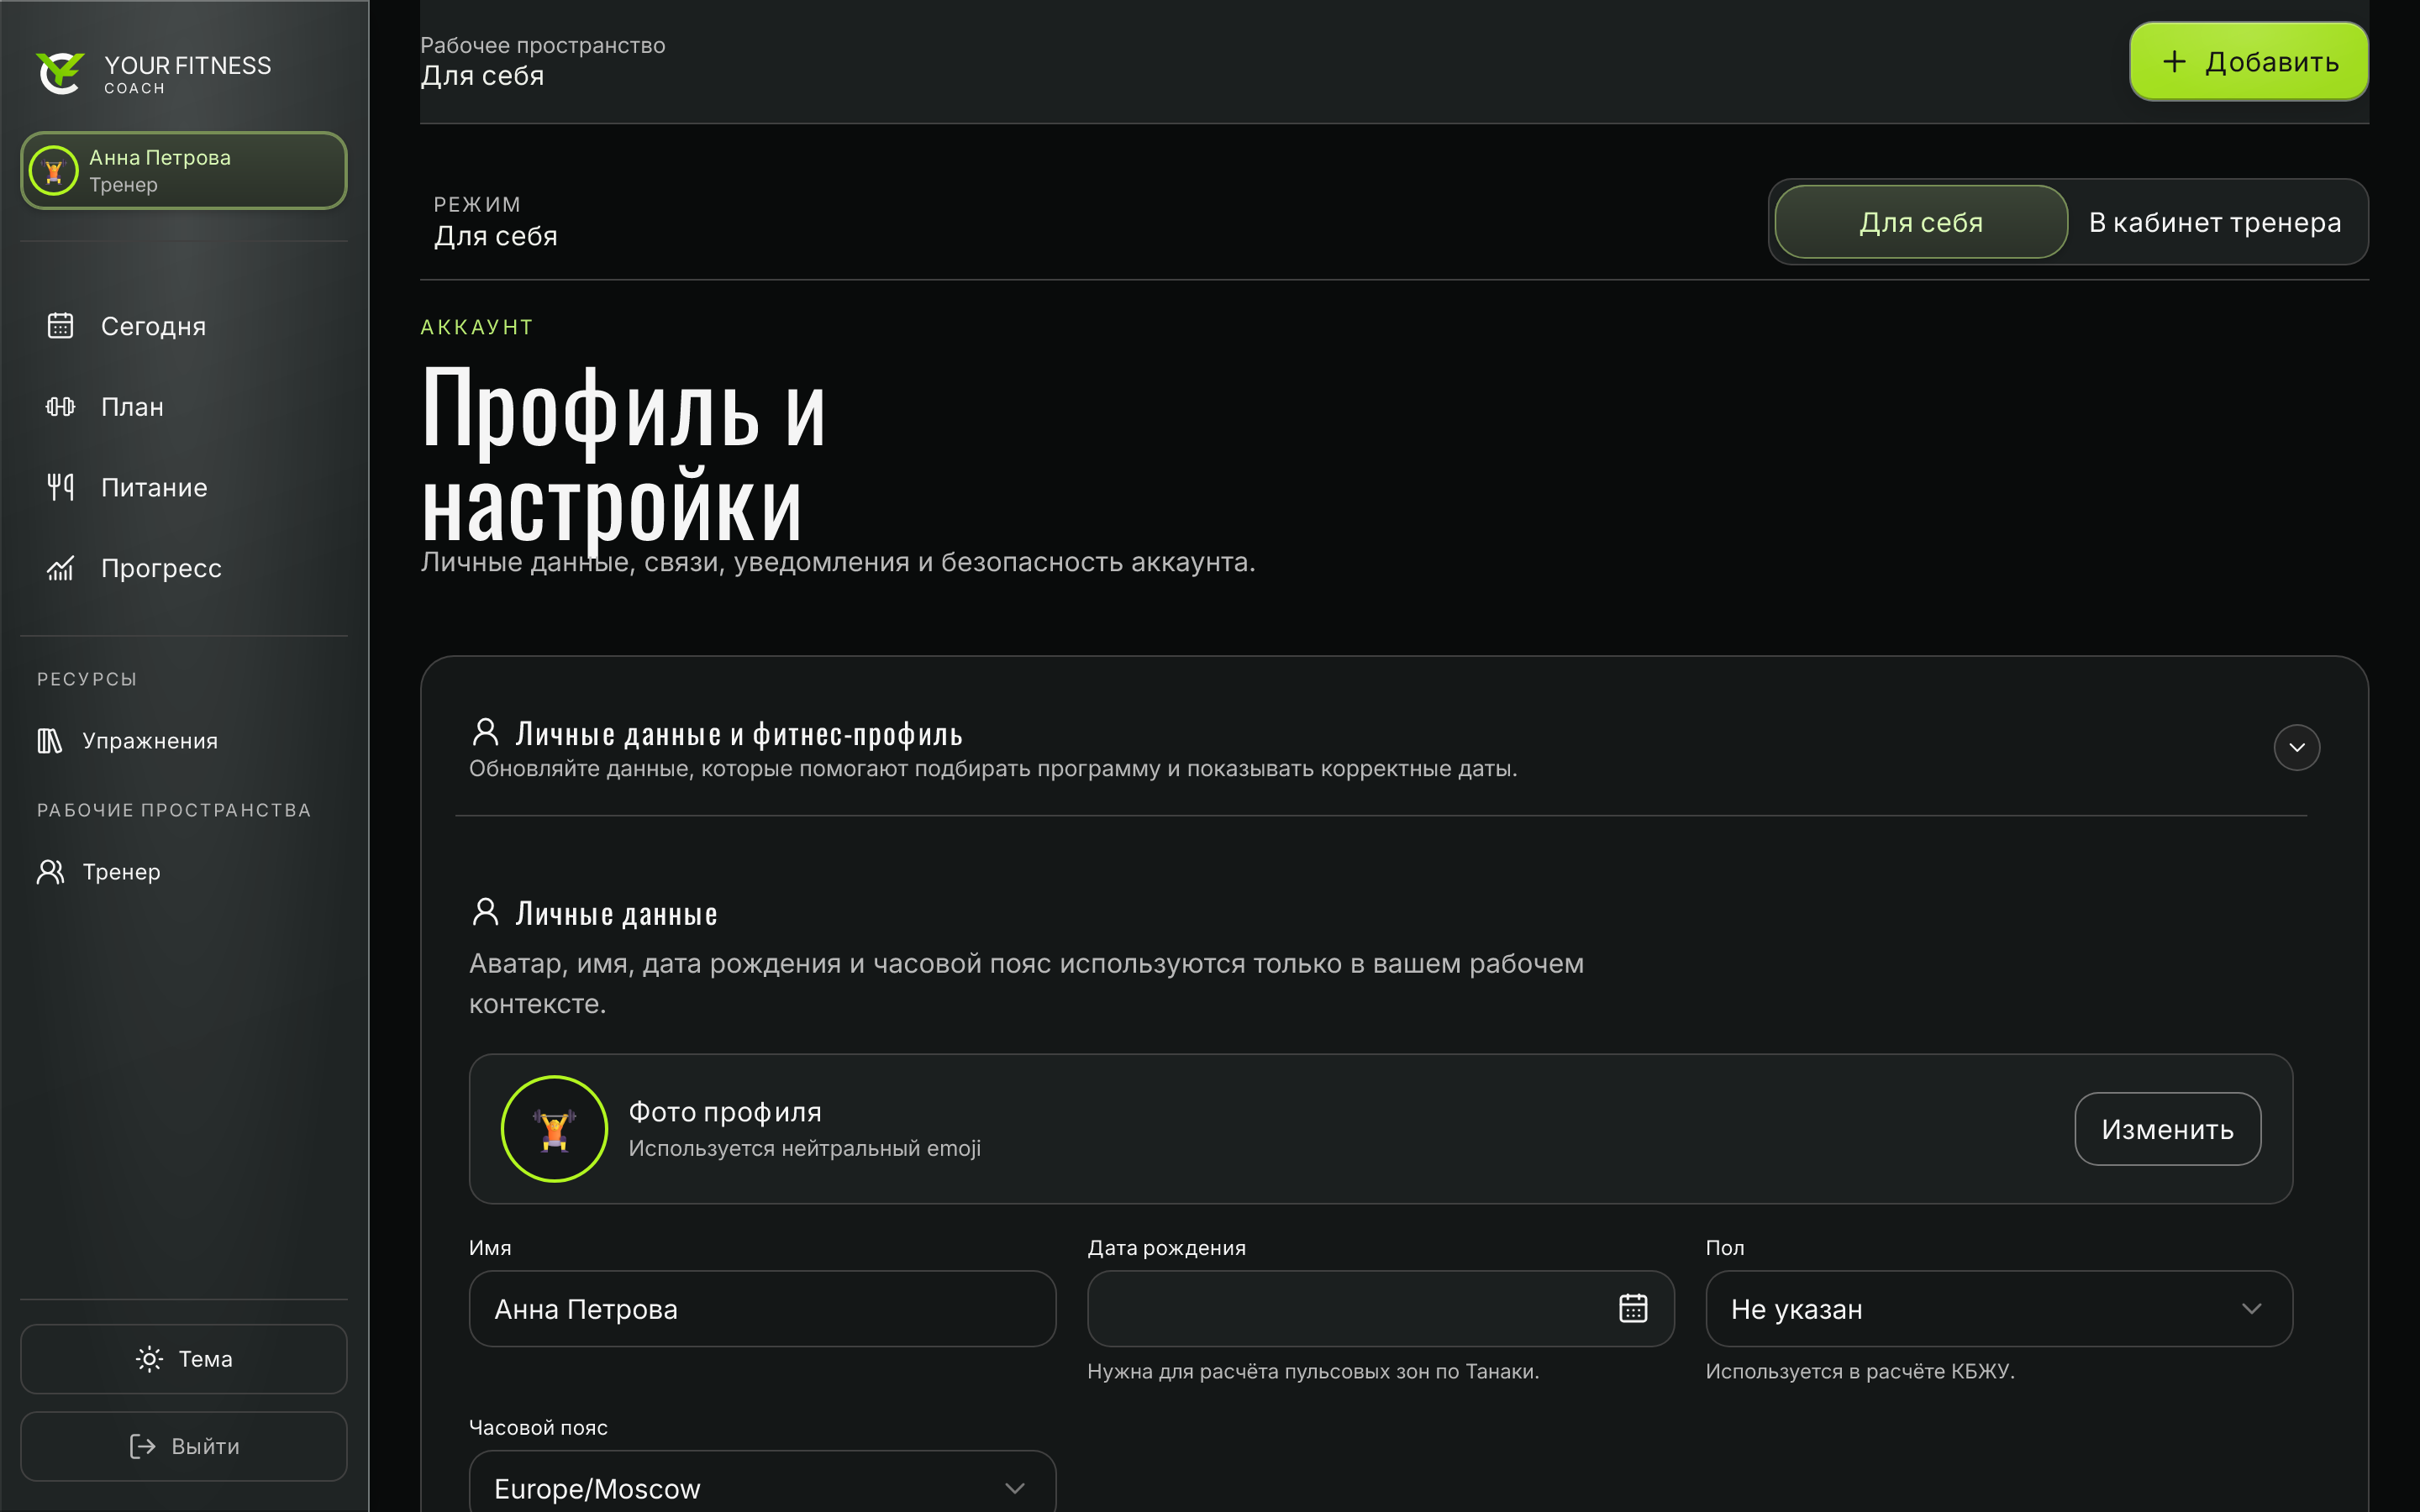 YOUR FITNESS
COACH
Анна Петрова
Тренер
Сегодня
План
Питание
Прогресс
РЕСУРСЫ
Упражнения
РАБОЧИЕ ПРОСТРАНСТВА
Тренер
Тема
Выйти
Рабочее пространство
Для себя
Добавить
РЕЖИМ
Для себя
Для себя
В кабинет тренера
АККАУНТ
Профиль и
настройки
Личные данные, связи, уведомления и безопасность аккаунта.
Личные данные и фитнес-профиль
Обновляйте данные, которые помогают подбирать программу и показывать корректные даты.
Личные данные
Аватар, имя, дата рождения и часовой пояс используются только в вашем рабочем
контексте.
Фото профиля
Используется нейтральный emoji
Изменить
Имя
Анна Петрова
Дата рождения
Нужна для расчёта пульсовых зон по Танаки.
Пол
Не указан
Используется в расчёте КБЖУ.
Часовой пояс
Europe/Moscow